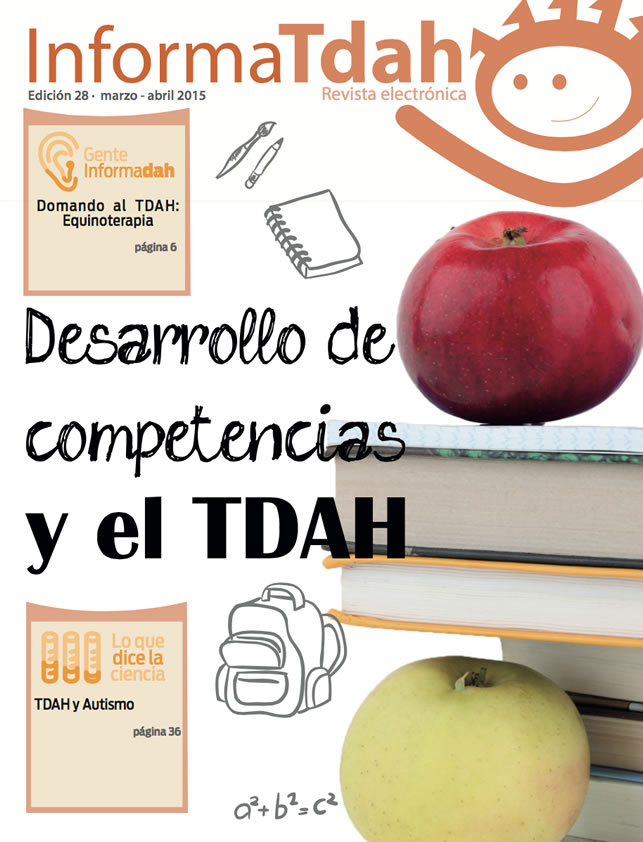 InformaTdah
Edición 28 · marzo - abril 2015
Revista electrónica
Gente
Informadah
Domando al TDAH:
Equinoterapia
página 6
Desarrollo de
competencias
y el TDAH
Lo que
dice la
ciencia
TDAH y Autismo
página 36
a²+b²=c²